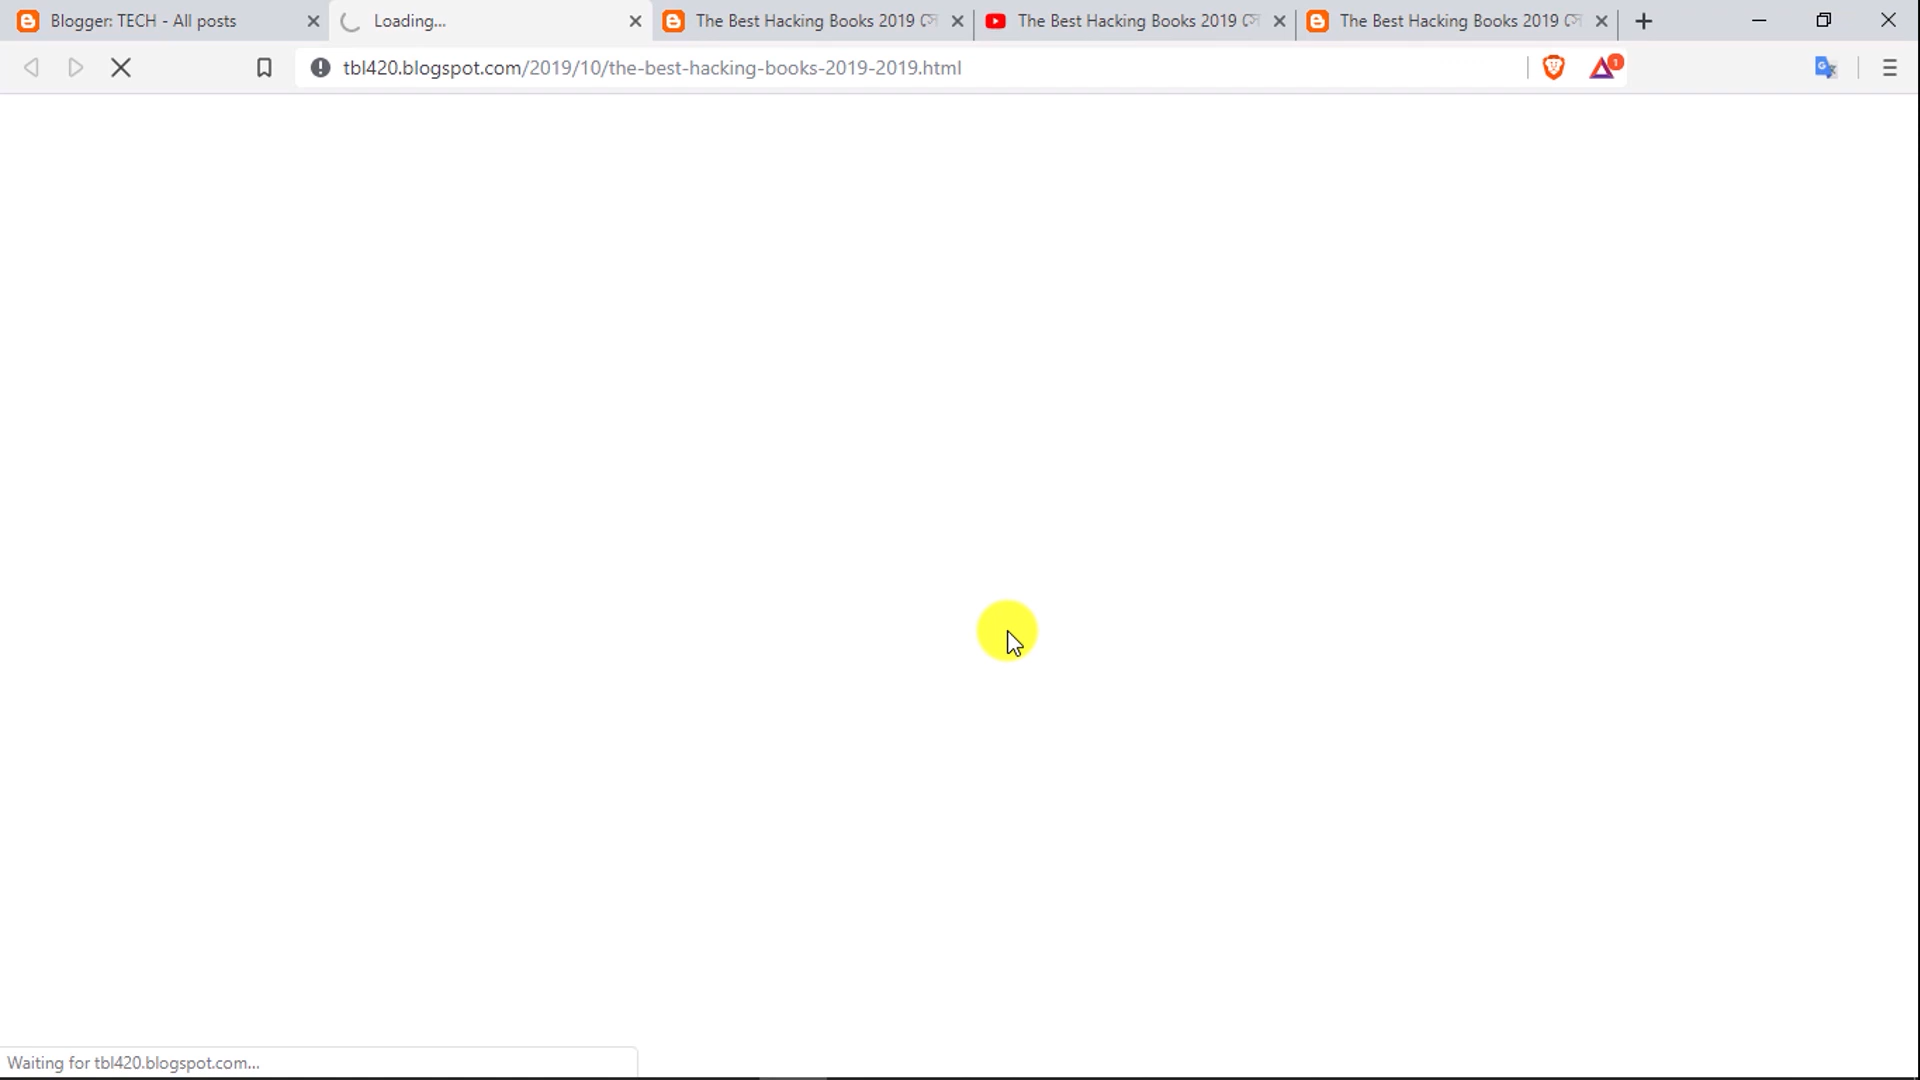 Blogger: TECH - All posts
Loading...
The Best Hacking Books 2019
The Best Hacking Books 2019
The Best Hacking Books 2019
tbl420.blogspot.com/2019/10/the-best-hacking-books-2019-2019.html
1
Waiting for tbl420.blogspot.com...